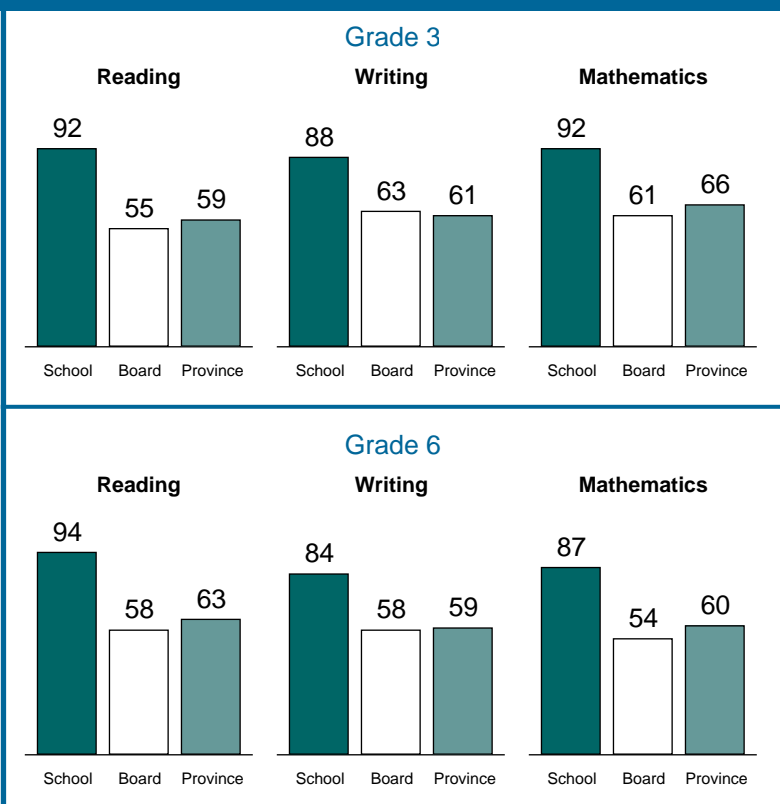 Grade 3
Reading Writing Mathematics
92 88 92
55 59 63 61 61 66
School Board Province School Board Province School Board Province
Grade 6
Reading Writing Mathematics
94 84 87
58 63 58 59 54 60
School Board Province School Board Province School Board Province